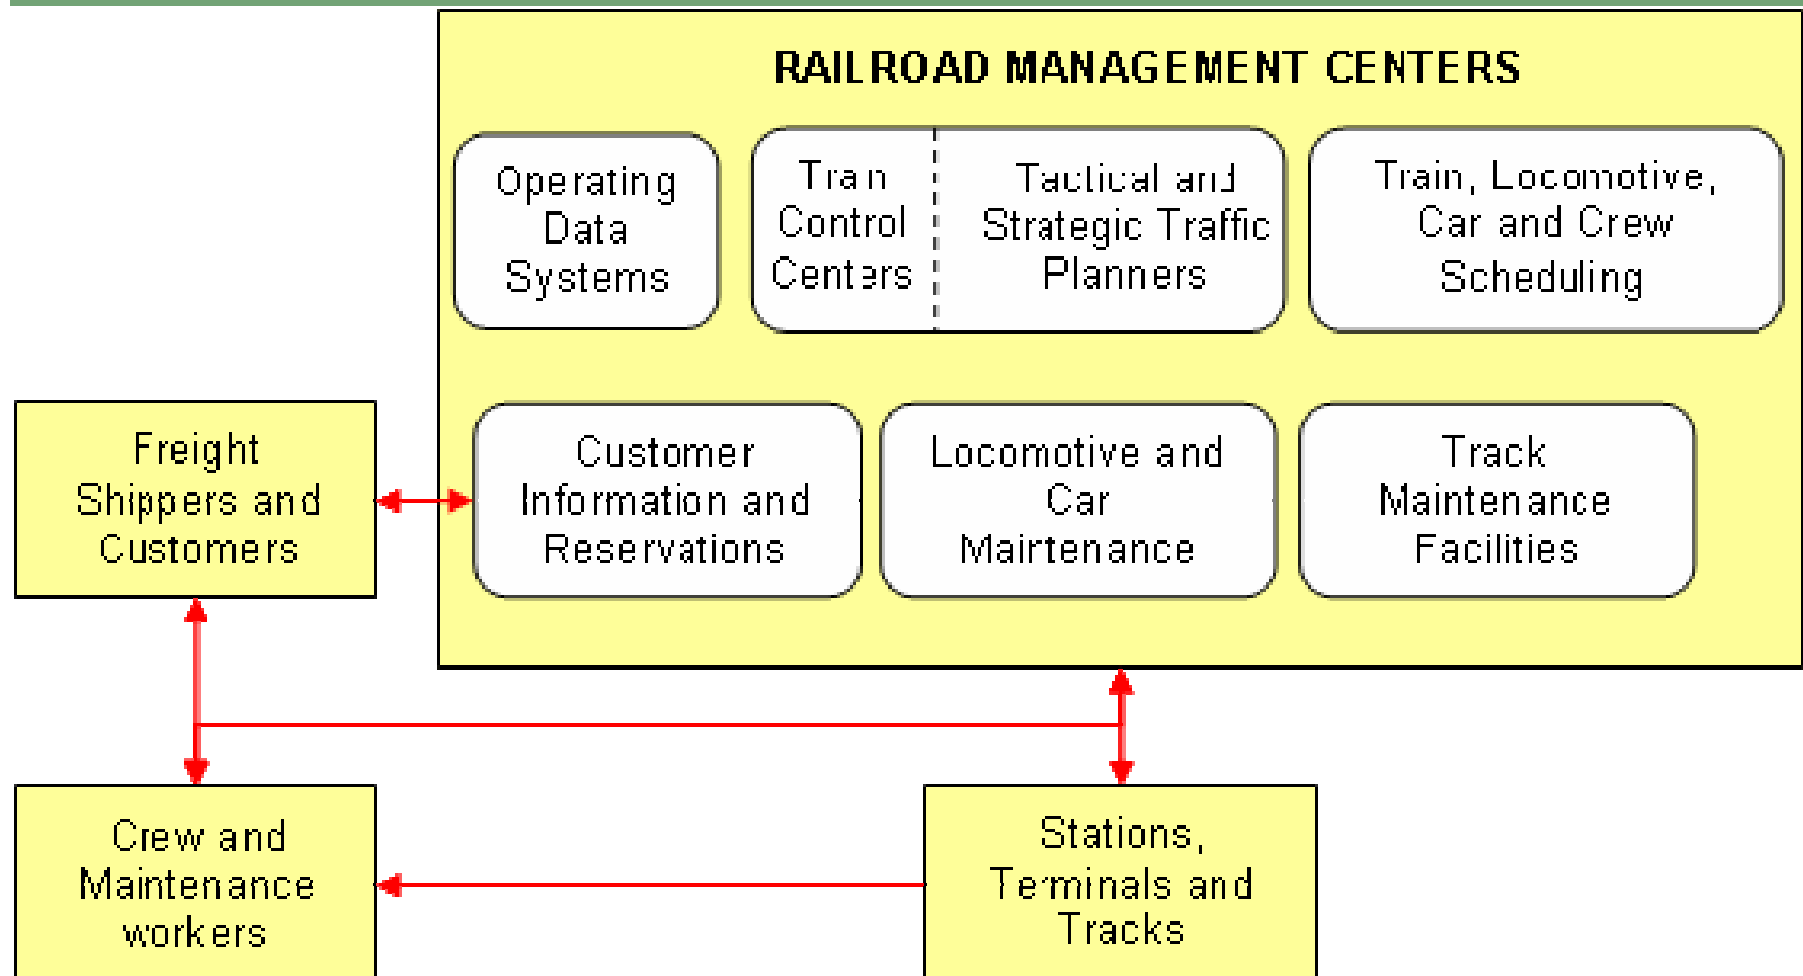 RAILROAD MANAGEMENT CENTERS
Operating
Data
Systems
Train
Control
Centers
Tactical and
Strategic Traffic
Planners
Train, Locomotive,
Car and Crew
Scheduling
Freight
Shippers and
Customers
Customer
Information and
Reservations
Locomotive and
Car
Maintenance
Track
Maintenance
Facilities
Crew and
Maintenance
workers
Stations,
Terminals and
Tracks